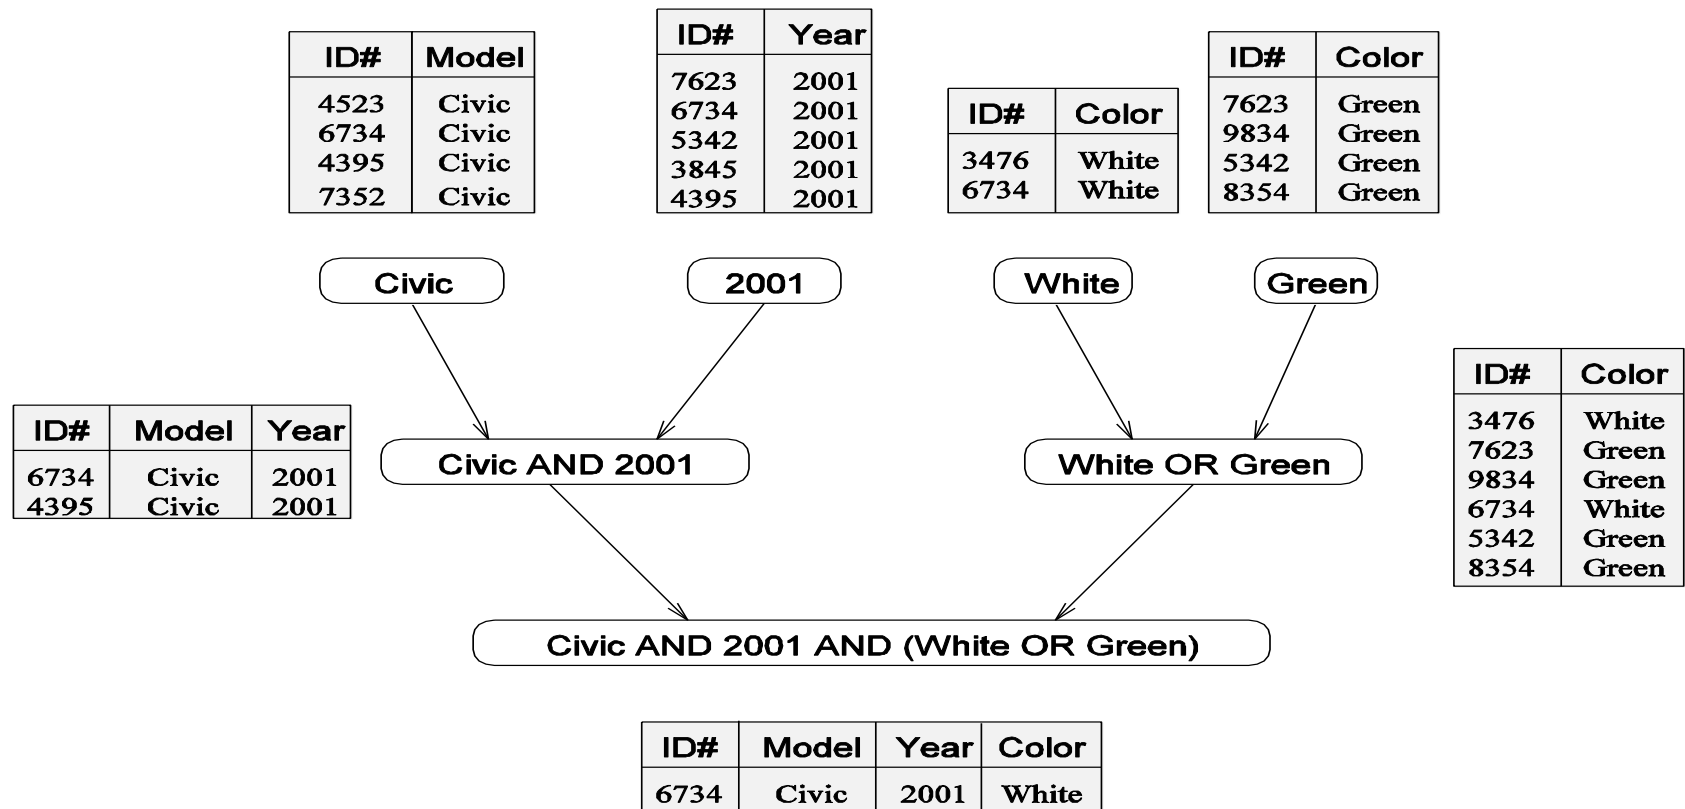 ID# Model
4523 Civic
6734 Civic
4395 Civic
7352 Civic
ID# Year
7623 2001
6734 2001
5342 2001
3845 2001
4395 2001
ID# Color
3476 White
6734 White
ID# Color
7623 Green
9834 Green
5342 Green
8354 Green
Civic
2001
White
Green
ID# Model Year
6734 Civic 2001
4395 Civic 2001
Civic AND 2001
White OR Green
ID# Color
3476 White
7623 Green
9834 Green
6734 White
5342 Green
8354 Green
Civic AND 2001 AND (White OR Green)
ID# Model Year Color
6734 Civic 2001 White